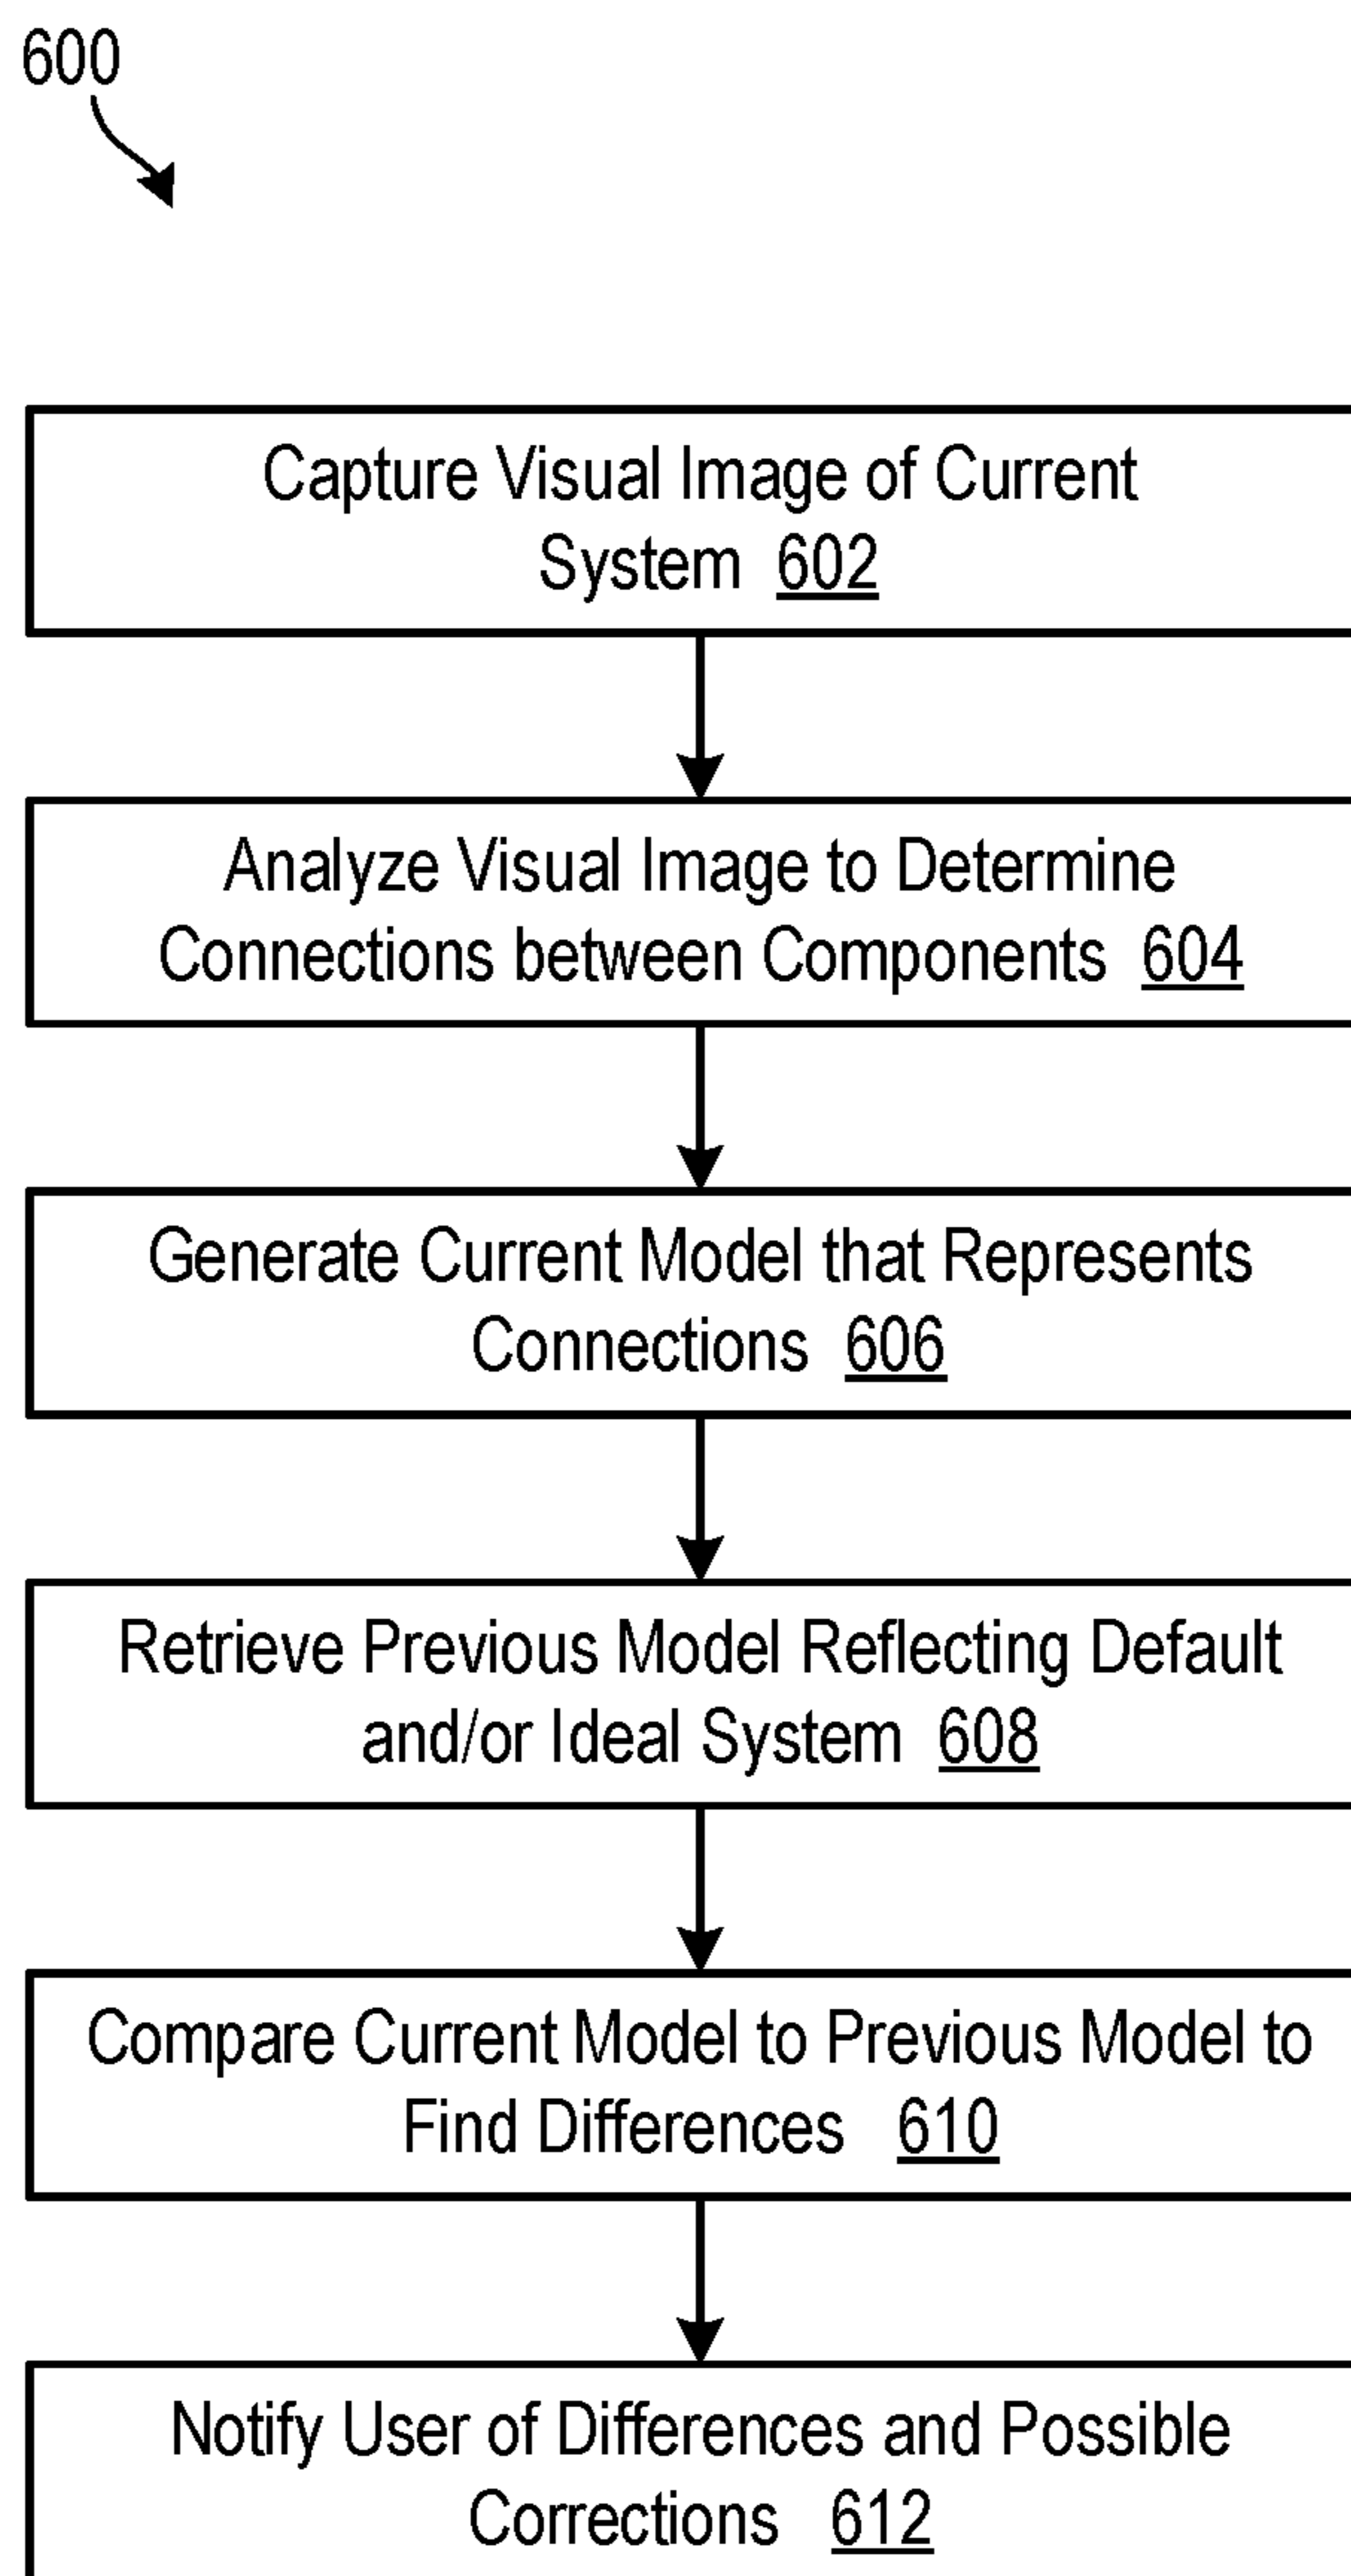 600
Capture Visual Image of Current
System 602
Analyze Visual Image to Determine
Connections between Components 604
Generate Current Model that Represents
Connections 606
Retrieve Previous Model Reflecting Default
and/or Ideal System 608
Compare Current Model to Previous Model to
Find Differences 610
Notify User of Differences and Possible
Corrections 612